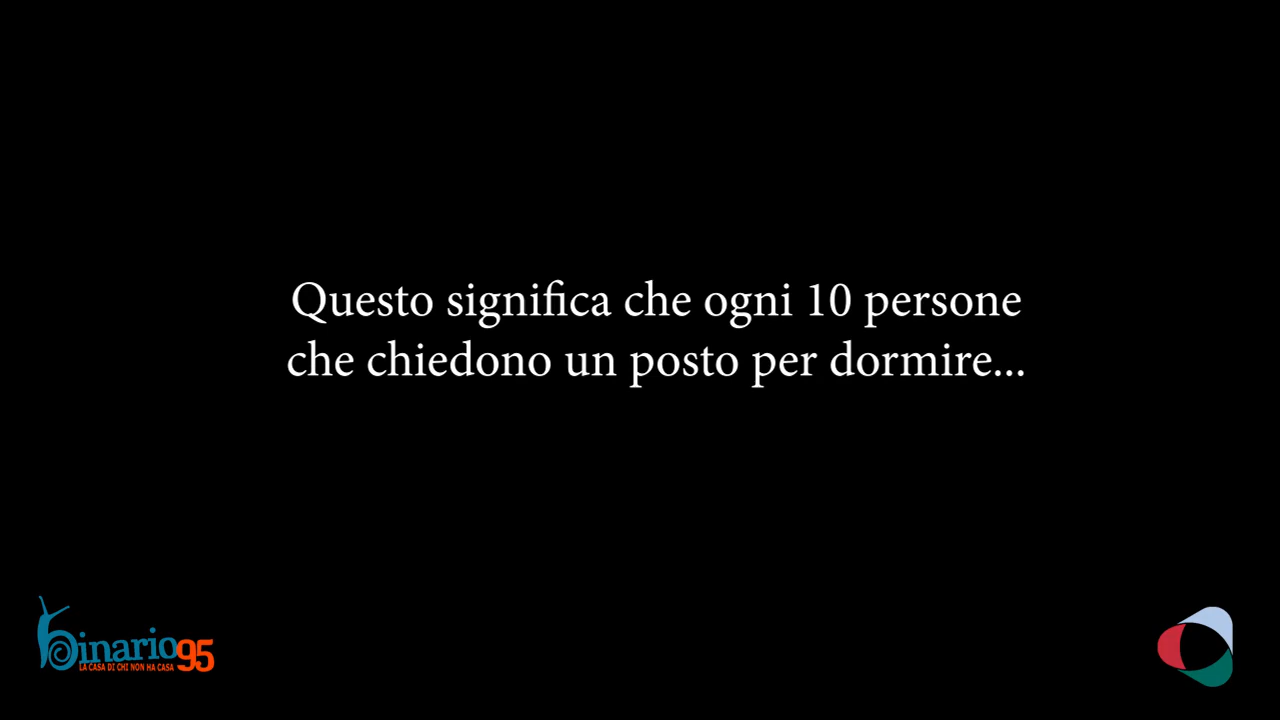 Questo significa che ogni 10 persone
che chiedono un posto per dormire...
binario95
LA CASA DI CHI NON HA CASA